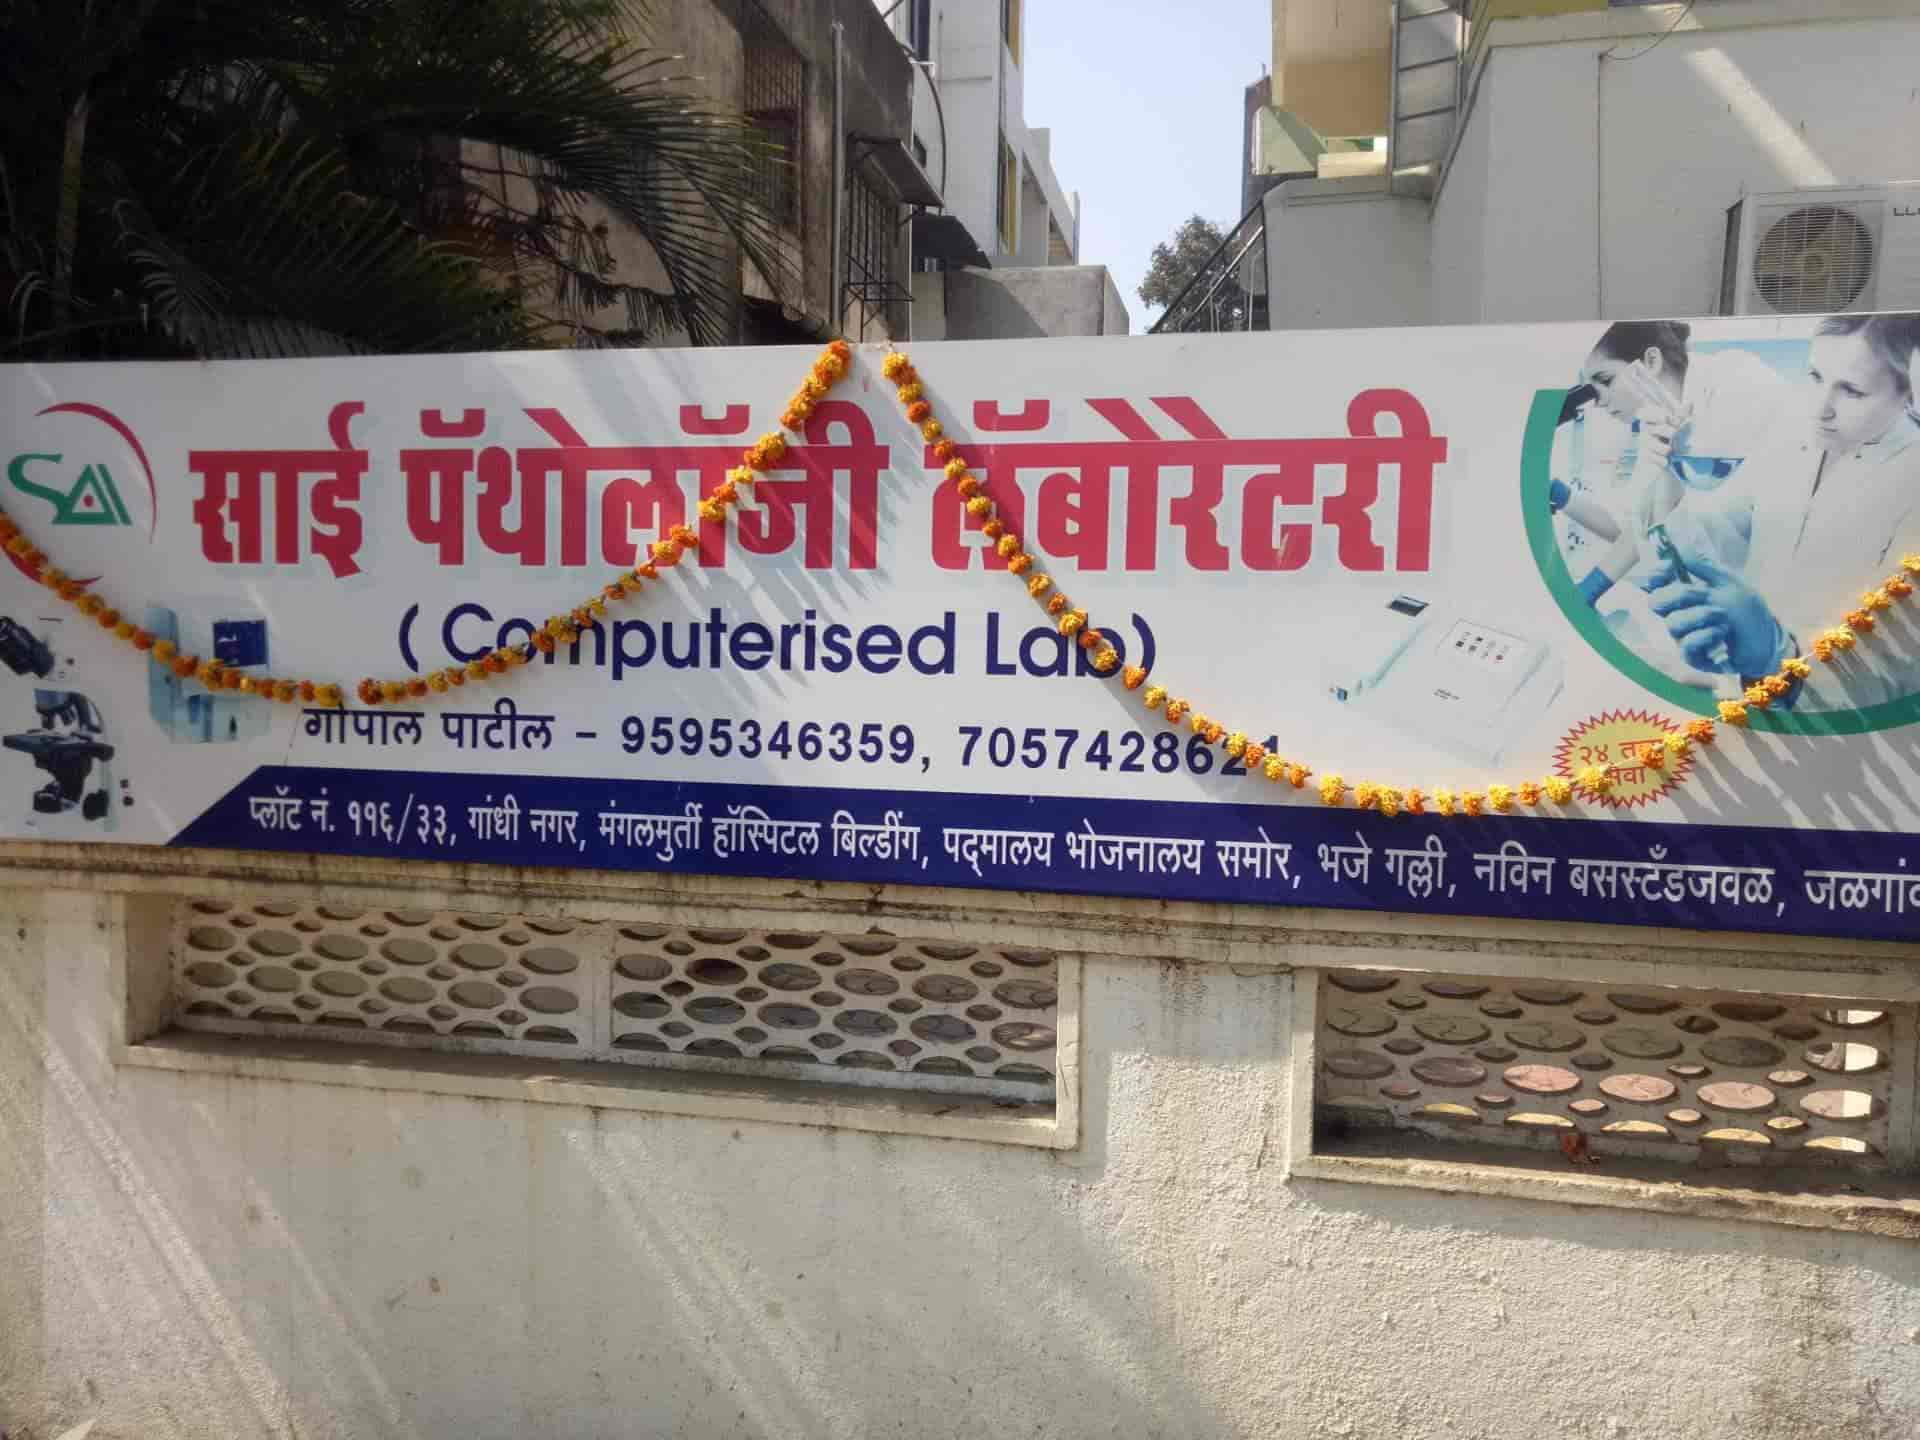 SAI
साई पॅथोलॉजी लॅबोरेटरी
( Computerised Lab)
गोपाल पाटील - 9595346359, 7057428621
२४ तास
सेवा
प्लॉट नं. ११६/३३, गांधी नगर, मंगलमुर्ती हॉस्पिटल बिल्डींग, पद्मालय भोजनालय समोर, भजे गल्ली, नविन बसस्टँडजवळ, जळगांव